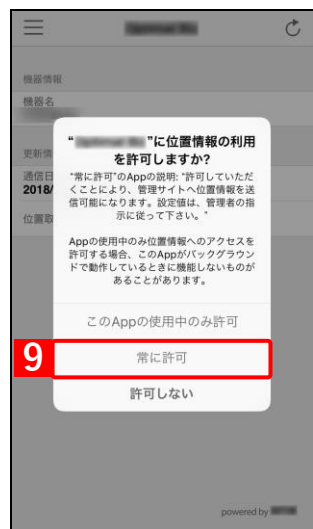 機器情報
機器名
更新情
通信日
2018/
位置取
"
"に位置情報の利用
を許可しますか?
"常に許可"のAppの説明: "許可していただ
くことにより、管理サイトへ位置情報を送
信可能になります。設定値は、管理者の指
示に従って下さい。"
Appの使用中のみ位置情報へのアクセスを
許可する場合、このAppがバックグラウン
ドで動作しているときに機能しないものが
あることがあります。
このAppの使用中のみ許可
9
常に許可
許可しない
powered by